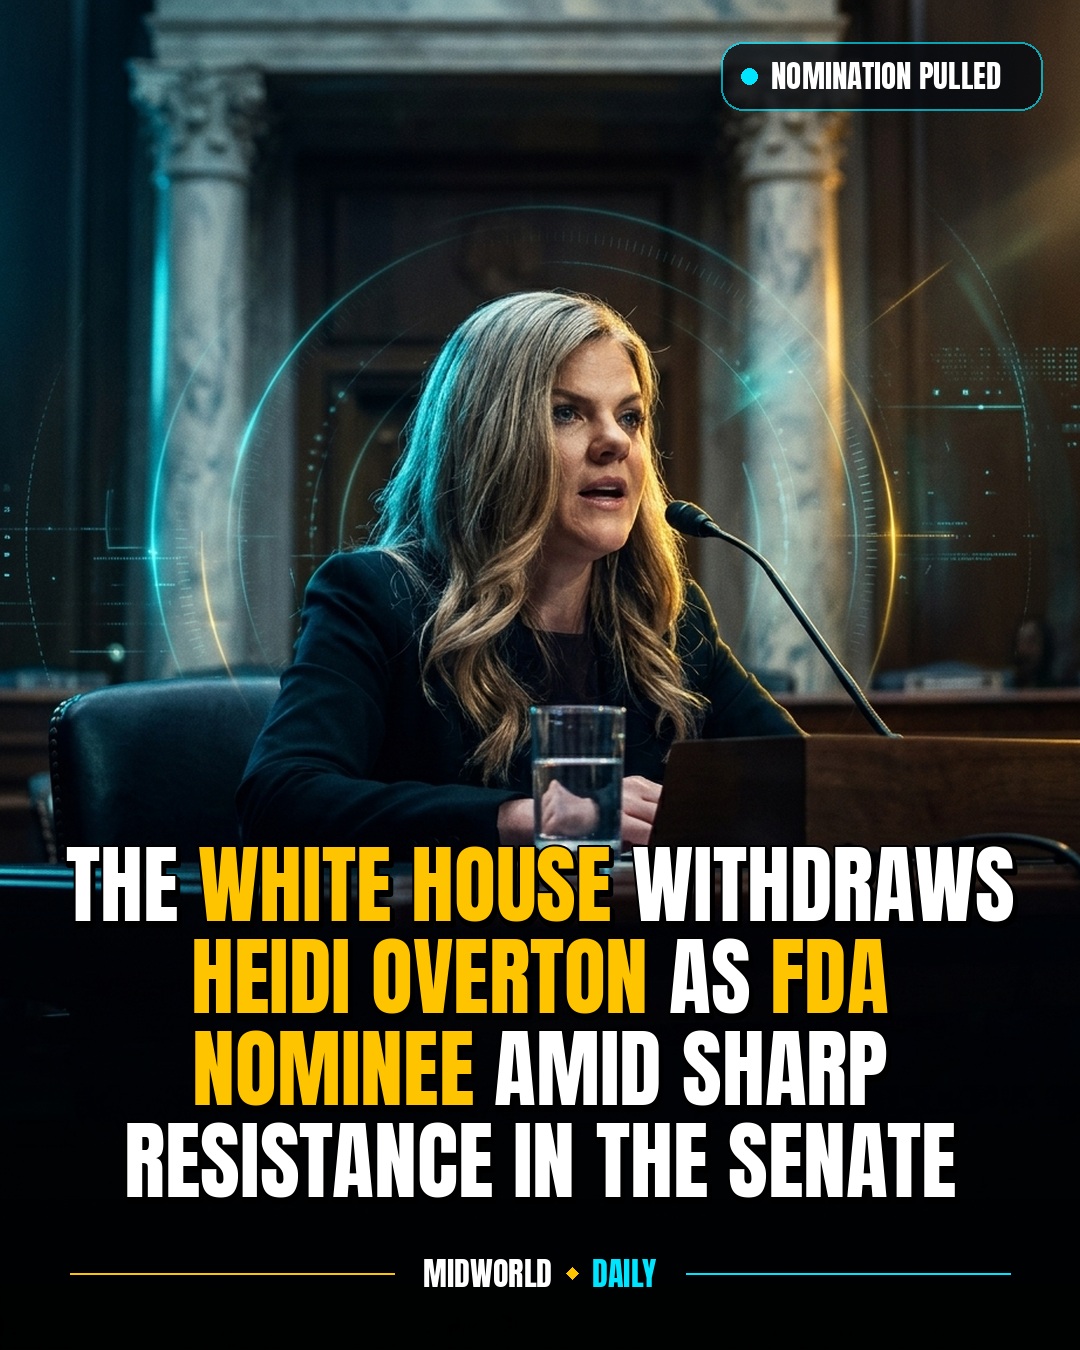 NOMINATION PULLED
THE WHITE HOUSE WITHDRAWS
HEIDI OVERTON AS FDA
NOMINEE AMID SHARP
RESISTANCE IN THE SENATE
MIDWORLD DAILY